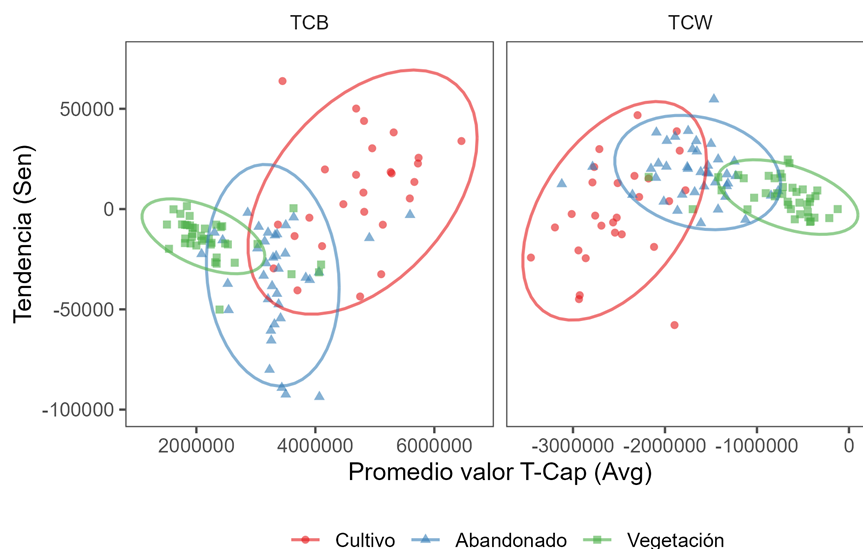 TCB TCW
50000
0
-50000
-100000
Tendencia (Sen)
2000000 4000000 6000000 -3000000 -2000000 -1000000 0
Promedio valor T-Cap (Avg)
Cultivo Abandonado Vegetación